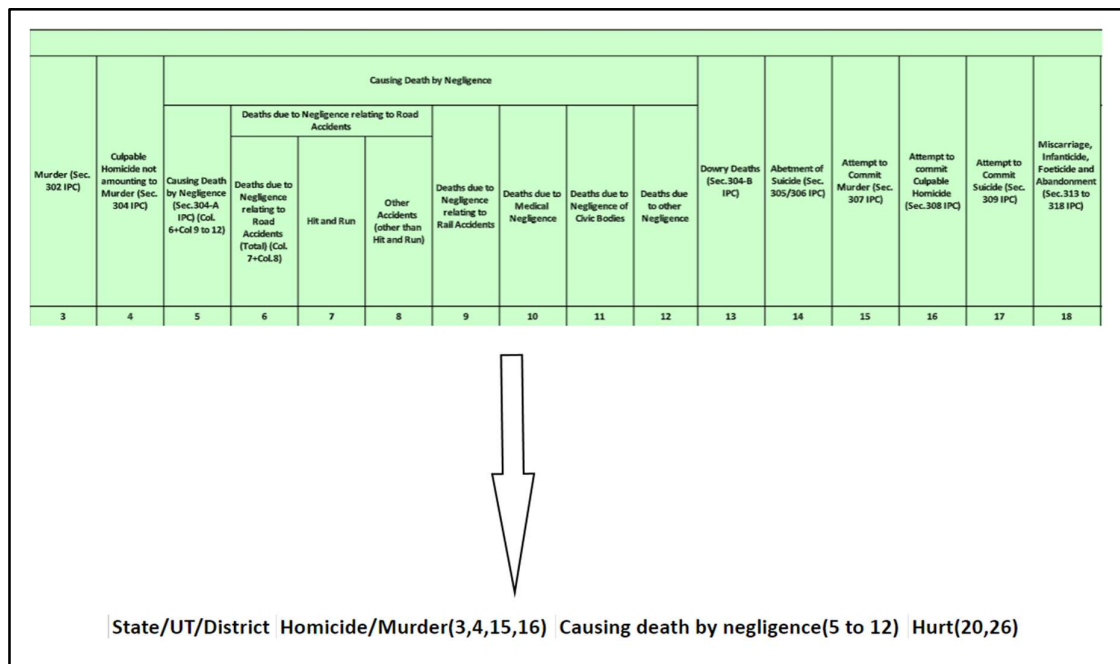 Causing Death by Negligence
Deaths due to Negligence relating to Road
Accidents
Murder (Sec.
302 IPC)
Culpable
Homicide not
amounting to
Murder (Sec.
304 IPC)
Causing Death
by Negligence
(Sec.304-A
IPC) (Col.
6+Col 9 to 12)
Deaths due to
Negligence
relating to
Road
Accidents
(Total) (Col.
7+Col.8)
Hit and Run
Other
Accidents
(other than
Hit and Run)
Deaths due to
Negligence
relating to
Rail Accidents
Deaths due to
Medical
Negligence
Deaths due to
Negligence of
Civic Bodies
Deaths due
to other
Negligence
Dowry Deaths
(Sec.304-B
IPC)
Abetment of
Suicide (Sec.
305/306 IPC)
Attempt to
Commit
Murder (Sec.
307 IPC)
Attempt to
commit
Culpable
Homicide
(Sec.308 IPC)
Attempt to
Commit
Suicide (Sec.
309 IPC)
Miscarriage,
Infanticide,
Foeticide and
Abandonment
(Sec.313 to
318 IPC)
3 4 5 6 7 8 9 10 11 12 13 14 15 16 17 18
State/UT/District Homicide/Murder(3,4,15,16) Causing death by negligence(5 to 12) Hurt(20,26)